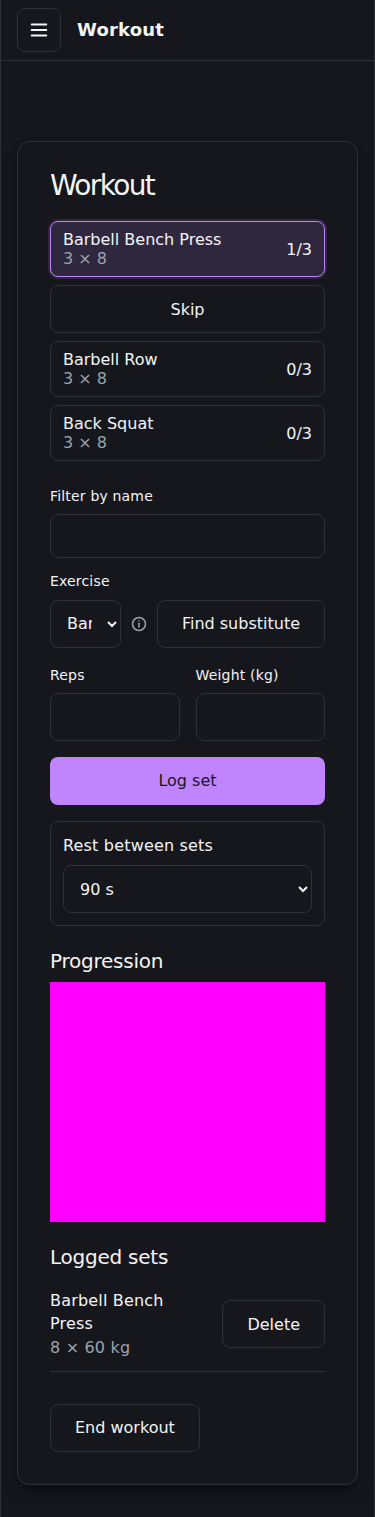 Workout
Workout
Barbell Bench Press
3 × 8
1/3
Skip
Barbell Row
3 × 8
0/3
Back Squat
3 × 8
0/3
Filter by name
Exercise
Bar
Find substitute
Reps
Weight (kg)
Log set
Rest between sets
90 s
Progression
Logged sets
Barbell Bench
Press
8 × 60 kg
Delete
End workout